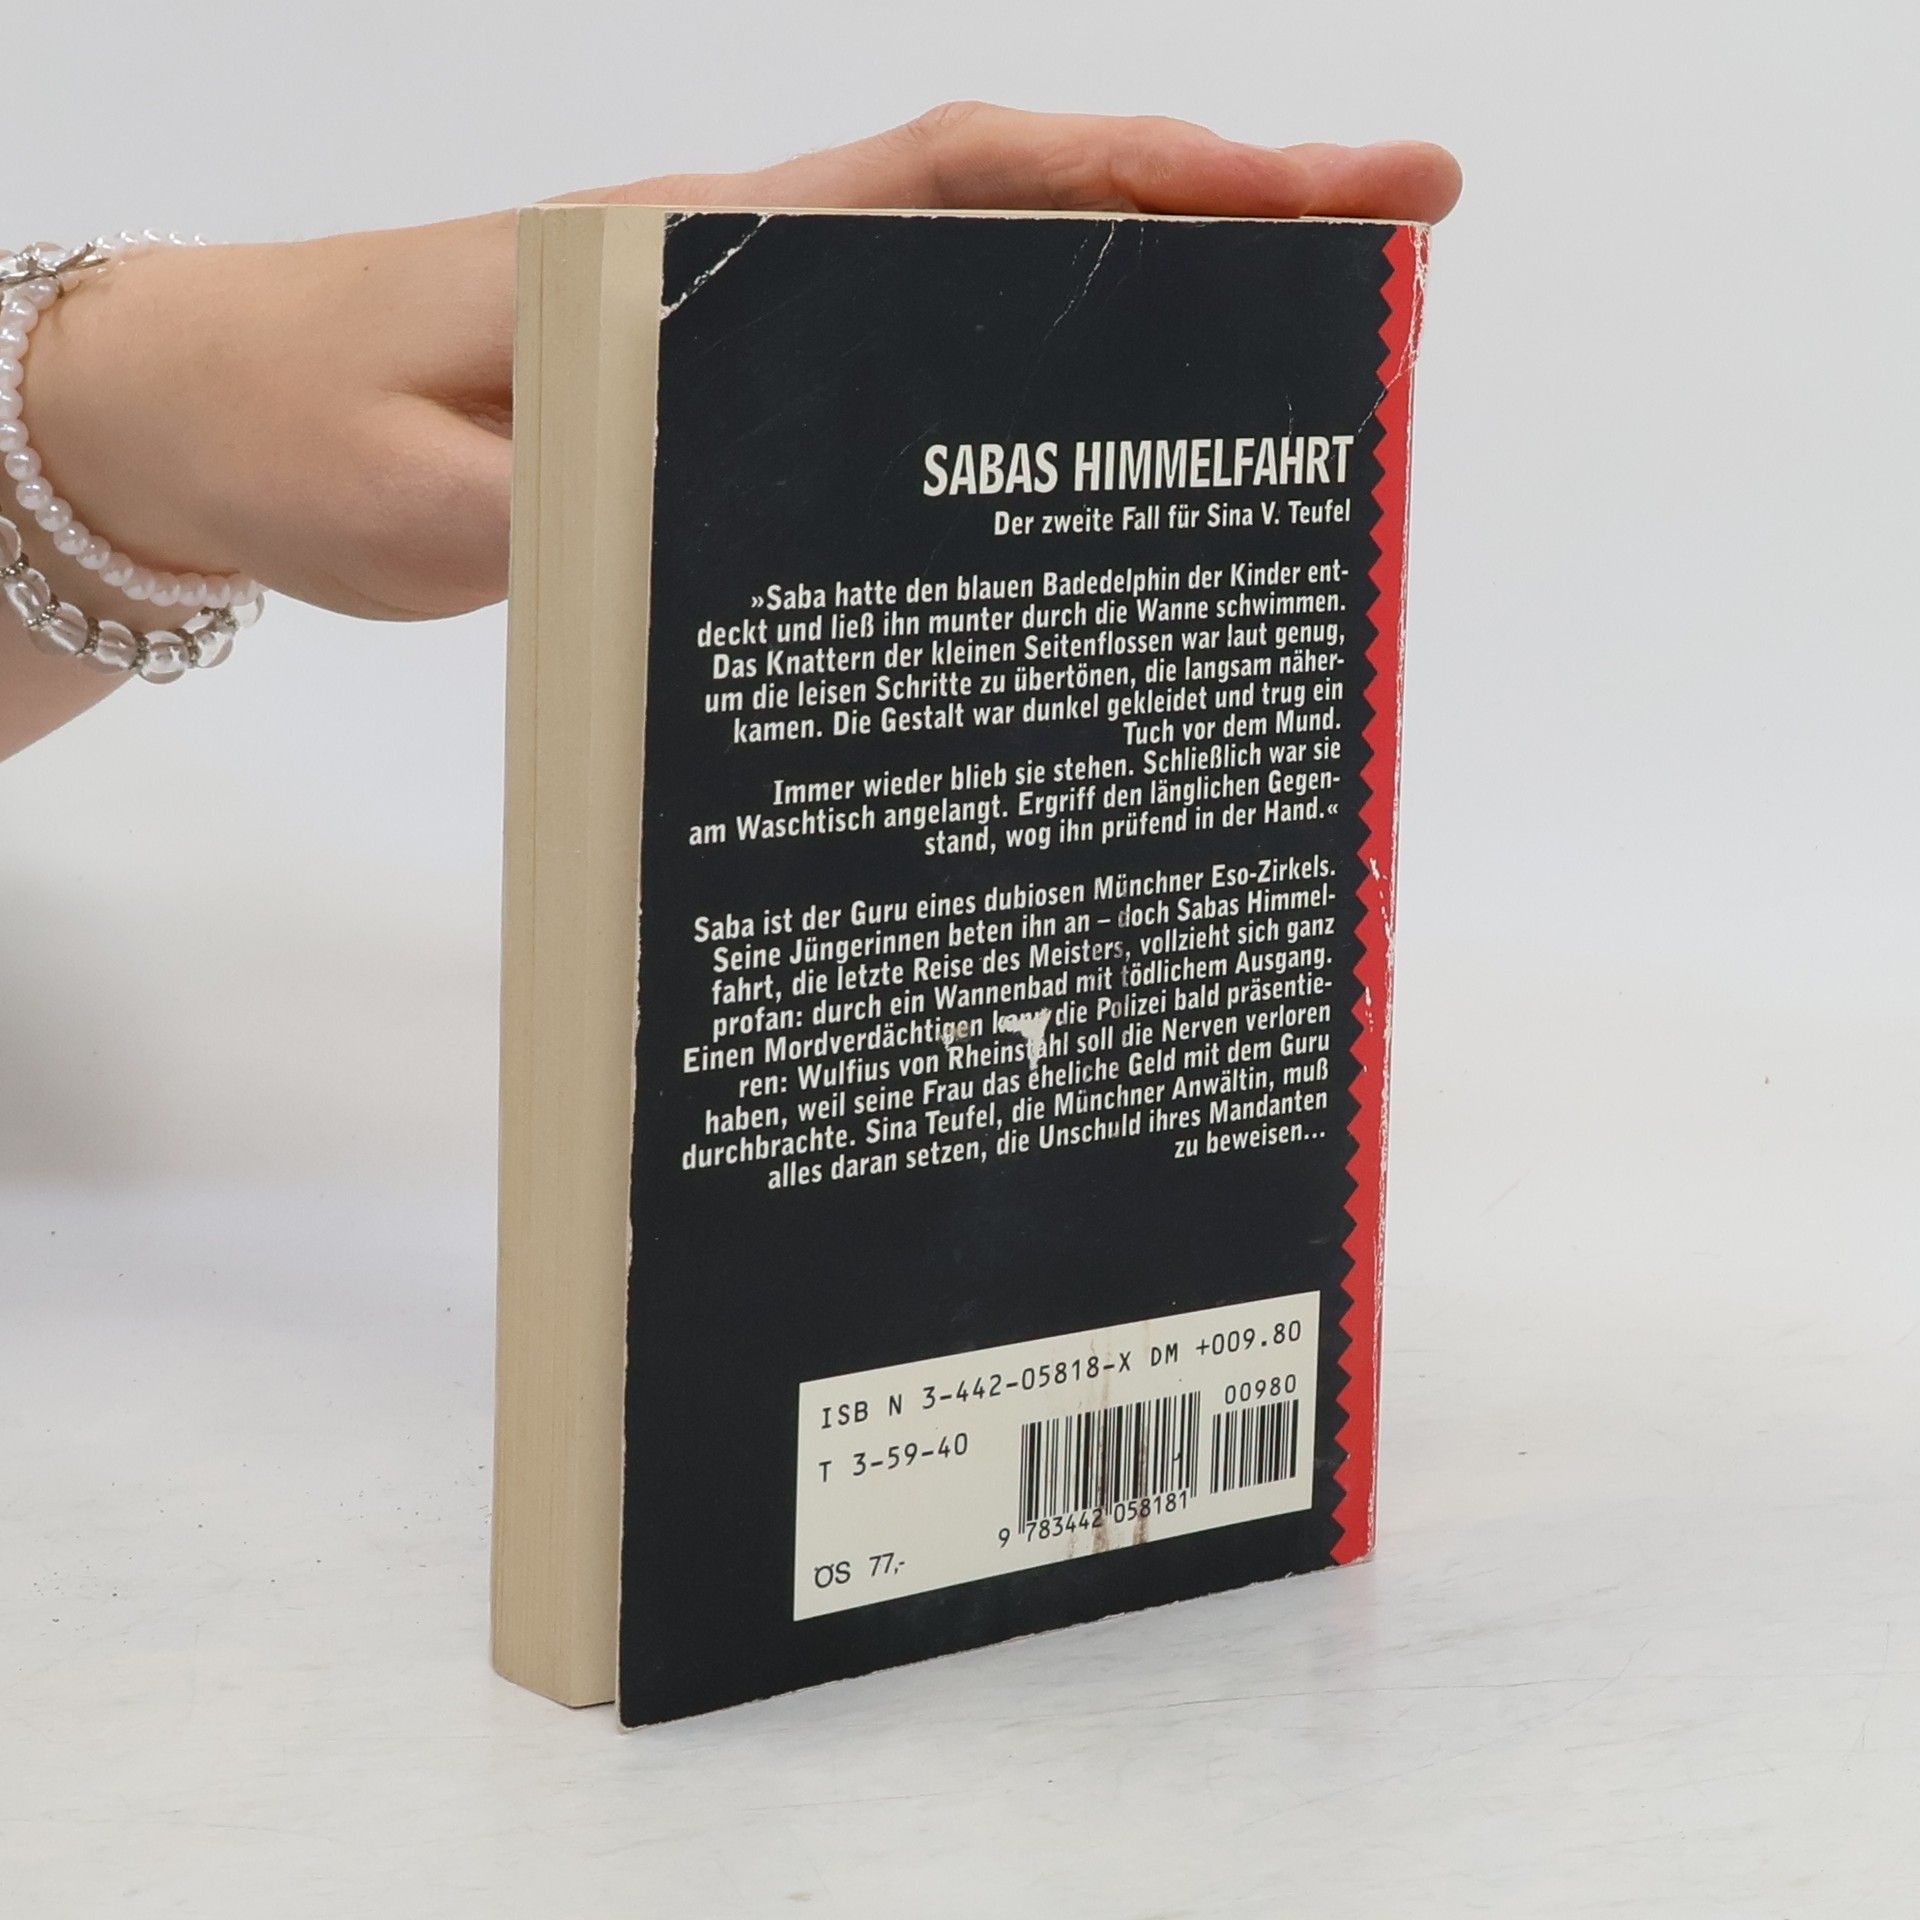 SABAS HIMMELFAHRT
Der zweite Fall für Sina V. Teufel
»Saba hatte den blauen Badedelphin der Kinder ent-
deckt und ließ ihn munter durch die Wanne schwimmen.
Das Knattern der kleinen Seitenflossen war laut genug,
um die leisen Schritte zu übertönen, die langsam näher-
kamen. Die Gestalt war dunkel gekleidet und trug ein
Tuch vor dem Mund.
Immer wieder blieb sie stehen. Schließlich war sie
am Waschtisch angelangt. Ergriff den länglichen Gegen-
stand, wog ihn prüfend in der Hand.«
Saba ist der Guru eines dubiosen Münchner Eso-Zirkels.
Seine Jüngerinnen beten ihn an – doch Sabas Himmel-
fahrt, die letzte Reise des Meisters, vollzieht sich ganz
profan: durch ein Wannenbad mit tödlichem Ausgang.
Einen Mordverdächtigen kann die Polizei bald präsentie-
ren: Wulfius von Rheinstahl soll die Nerven verloren
haben, weil seine Frau das eheliche Geld mit dem Guru
durchbrachte. Sina Teufel, die Münchner Anwältin, muß
alles daran setzen, die Unschuld ihres Mandanten
zu beweisen...
ISB N 3-442-05818-X DM +009.80
00980
T 3-59-40
9 783442 058181
ÖS 77,-